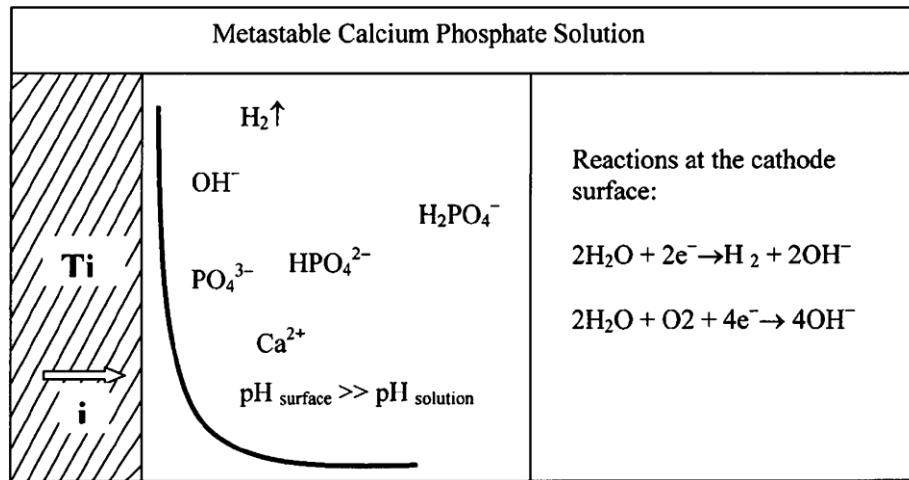 Metastable Calcium Phosphate Solution
H₂↑
OH⁻
H₂PO₄⁻
Ti
PO₄³⁻
HPO₄²⁻
Ca²⁺
i
pH surface >> pH solution
Reactions at the cathode
surface:
2H₂O + 2e⁻→H ₂ + 2OH⁻
2H₂O + O2 + 4e⁻→ 4OH⁻